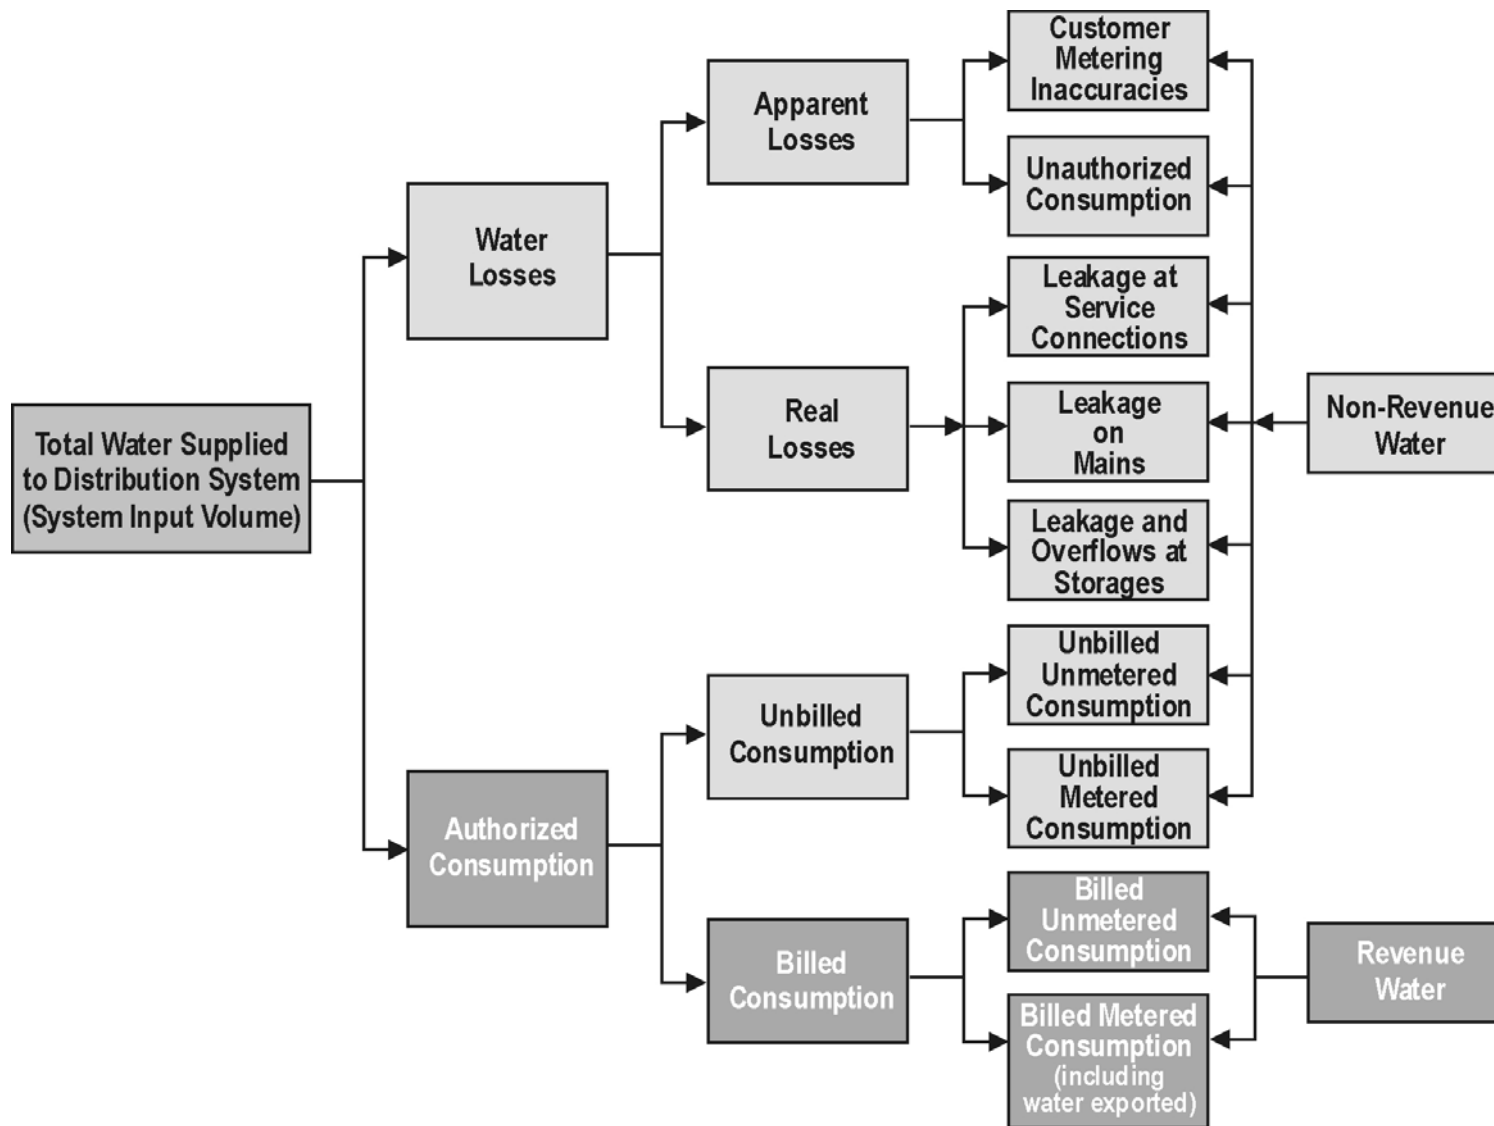 Customer
Metering
Inaccuracies
Apparent
Losses
Unauthorized
Consumption
Water
Losses
Leakage at
Service
Connections
Real
Losses
Leakage
on
Mains
Non-Revenue
Water
Total Water Supplied
to Distribution System
(System Input Volume)
Leakage and
Overflows at
Storages
Unbilled
Unmetered
Consumption
Unbilled
Consumption
Unbilled
Metered
Consumption
Authorized
Consumption
Billed
Unmetered
Consumption
Billed
Consumption
Revenue
Water
Billed Metered
Consumption
(including
water exported)